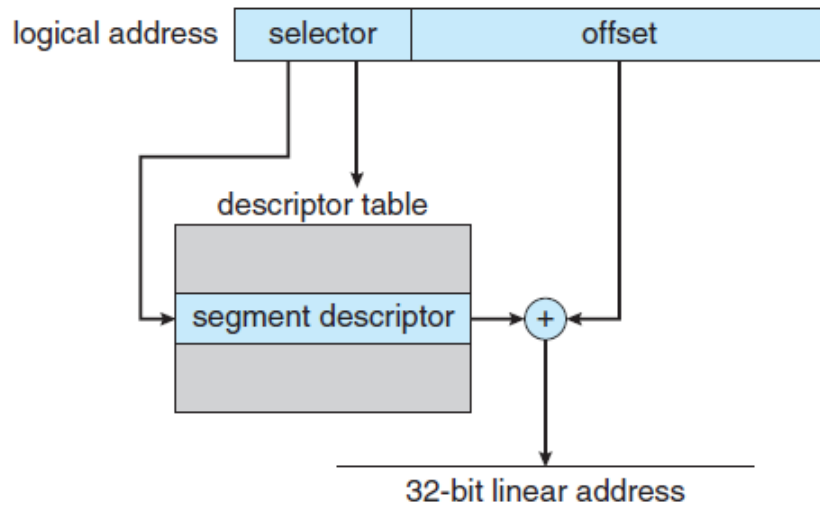 logical address selector offset
descriptor table
segment descriptor +
32-bit linear address